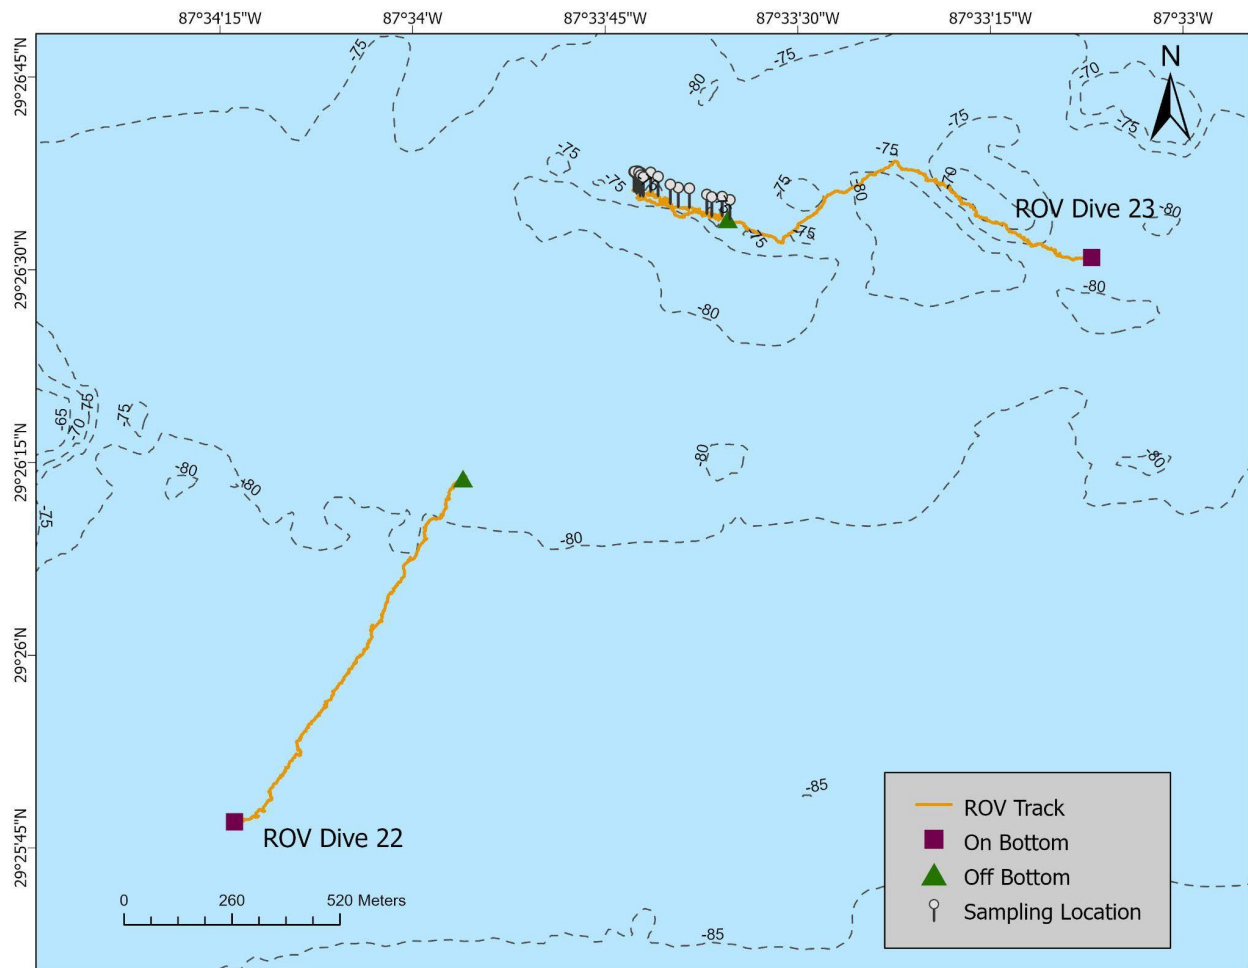 87°34'15"W 87°34'W 87°33'45"W 87°33'30"W 87°33'15"W 87°33'W
29°26'45"N
29°26'30"N
29°26'15"N
29°26'N
29°25'45"N
N
-75
-75
-80
-70
-75
-75
-75
-75
-75
-75
-75
-80
-70
-75
-75
-80
-80
-80
ROV Dive 23
-65
-70
-75
-75
-75
-80
-80
-80
-80
-80
ROV Dive 22
-85
-85
0 260 520 Meters
ROV Track
On Bottom
Off Bottom
Sampling Location